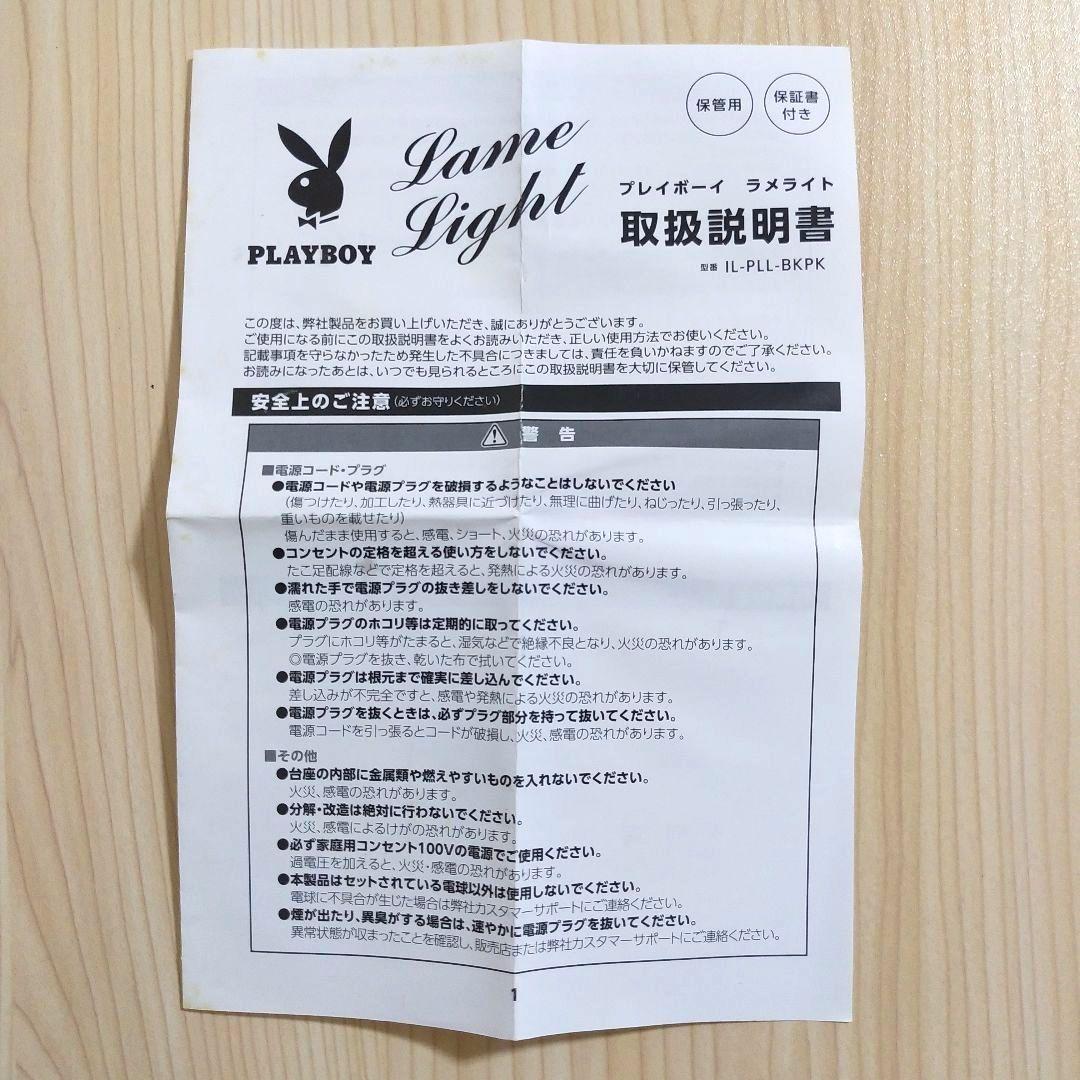 保管用
保証書
付き
PLAYBOY
Lame
Light
プレイボーイ ラメライト
取扱説明書
型番 IL-PLL-BKPK
この度は、弊社製品をお買い上げいただき、誠にありがとうございます。
ご使用になる前にこの取扱説明書をよくお読みいただき、正しい使用方法でお使いください。
記載事項を守らなかったため発生した不具合につきましては、責任を負いかねますのでご了承ください。
お読みになったあとは、いつでも見られるところにこの取扱説明書を大切に保管してください。
安全上のご注意(必ずお守りください)
警告
■電源コード・プラグ
●電源コードや電源プラグを破損するようなことはしないでください
(傷つけたり、加工したり、熱器具に近づけたり、無理に曲げたり、ねじったり、引っ張ったり、
重いものを載せたり)
傷んだまま使用すると、感電、ショート、火災の恐れがあります。
●コンセントの定格を超える使い方をしないでください。
たこ足配線などで定格を超えると、発熱による火災の恐れがあります。
●濡れた手で電源プラグの抜き差しをしないでください。
感電の恐れがあります。
●電源プラグのホコリ等は定期的に取ってください。
プラグにホコリ等がたまると、湿気などで絶縁不良となり、火災の恐れがあります。
◎電源プラグを抜き、乾いた布で拭いてください。
●電源プラグは根元まで確実に差し込んでください。
差し込みが不完全ですと、感電や発熱による火災の恐れがあります。
●電源プラグを抜くときは、必ずプラグ部分を持って抜いてください。
電源コードを引っ張るとコードが破損し、火災、感電の恐れがあります。
■その他
●台座の内部に金属類や燃えやすいものを入れないでください。
火災、感電の恐れがあります。
●分解・改造は絶対に行わないでください。
火災、感電によるけがの恐れがあります。
●必ず家庭用コンセント100Vの電源でご使用ください。
過電圧を加えると、火災・感電の恐れがあります。
●本製品はセットされている電球以外は使用しないでください。
電球に不具合が生じた場合は弊社カスタマーサポートにご連絡ください。
●煙が出たり、異臭がする場合は、速やかに電源プラグを抜いてください。
異常状態が収まったことを確認し、販売店または弊社カスタマーサポートにご連絡ください。
1